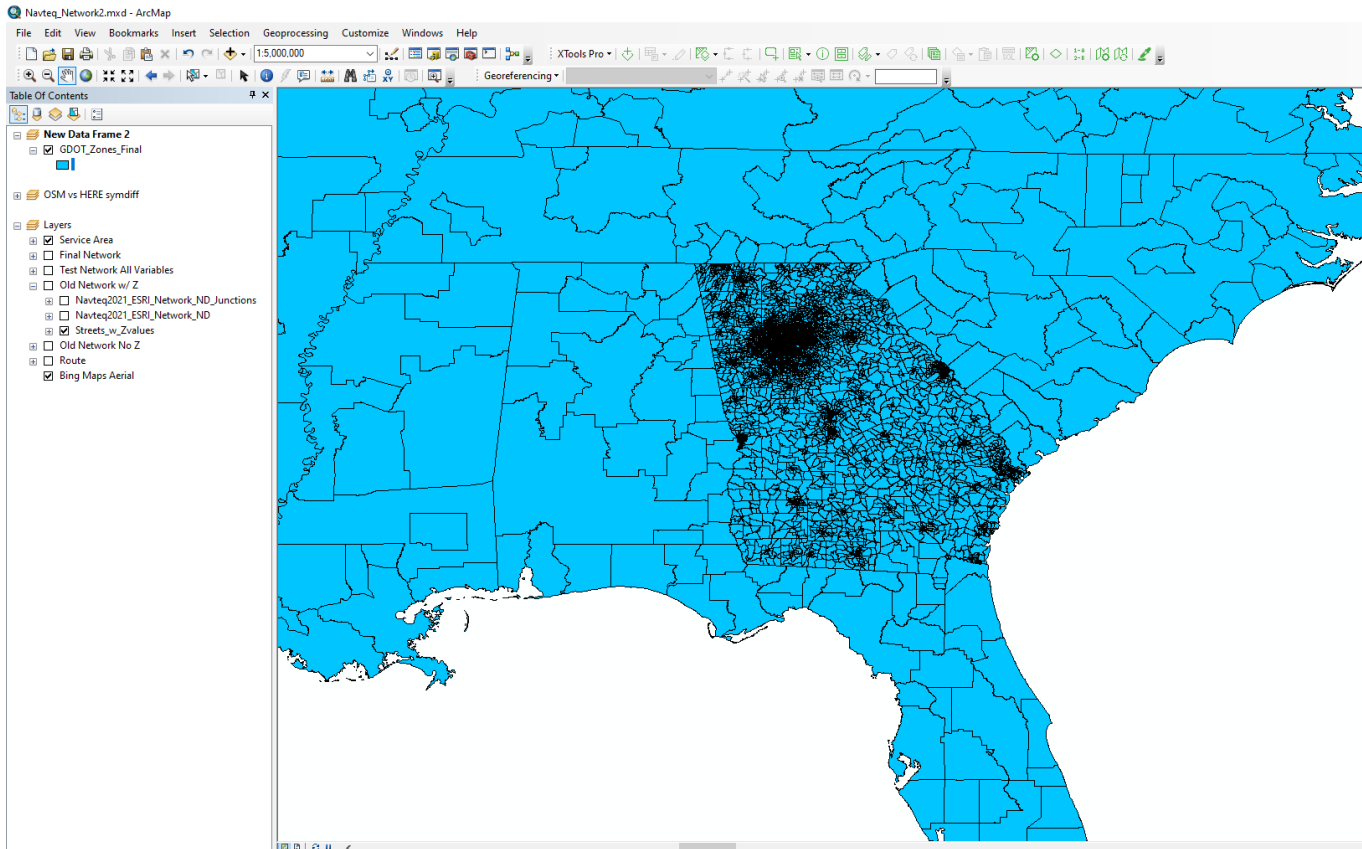 Navteq_Network2.mxd - ArcMap
File Edit View Bookmarks Insert Selection Geoprocessing Customize Windows Help
1:5,000,000 XTools Pro
Georeferencing
Table Of Contents
New Data Frame 2
GDOT_Zones_Final
OSM vs HERE symdiff
Layers
Service Area
Final Network
Test Network All Variables
Old Network w/ Z
Navteq2021_ESRI_Network_ND_Junctions
Navteq2021_ESRI_Network_ND
Streets_w_Zvalues
Old Network No Z
Route
Bing Maps Aerial